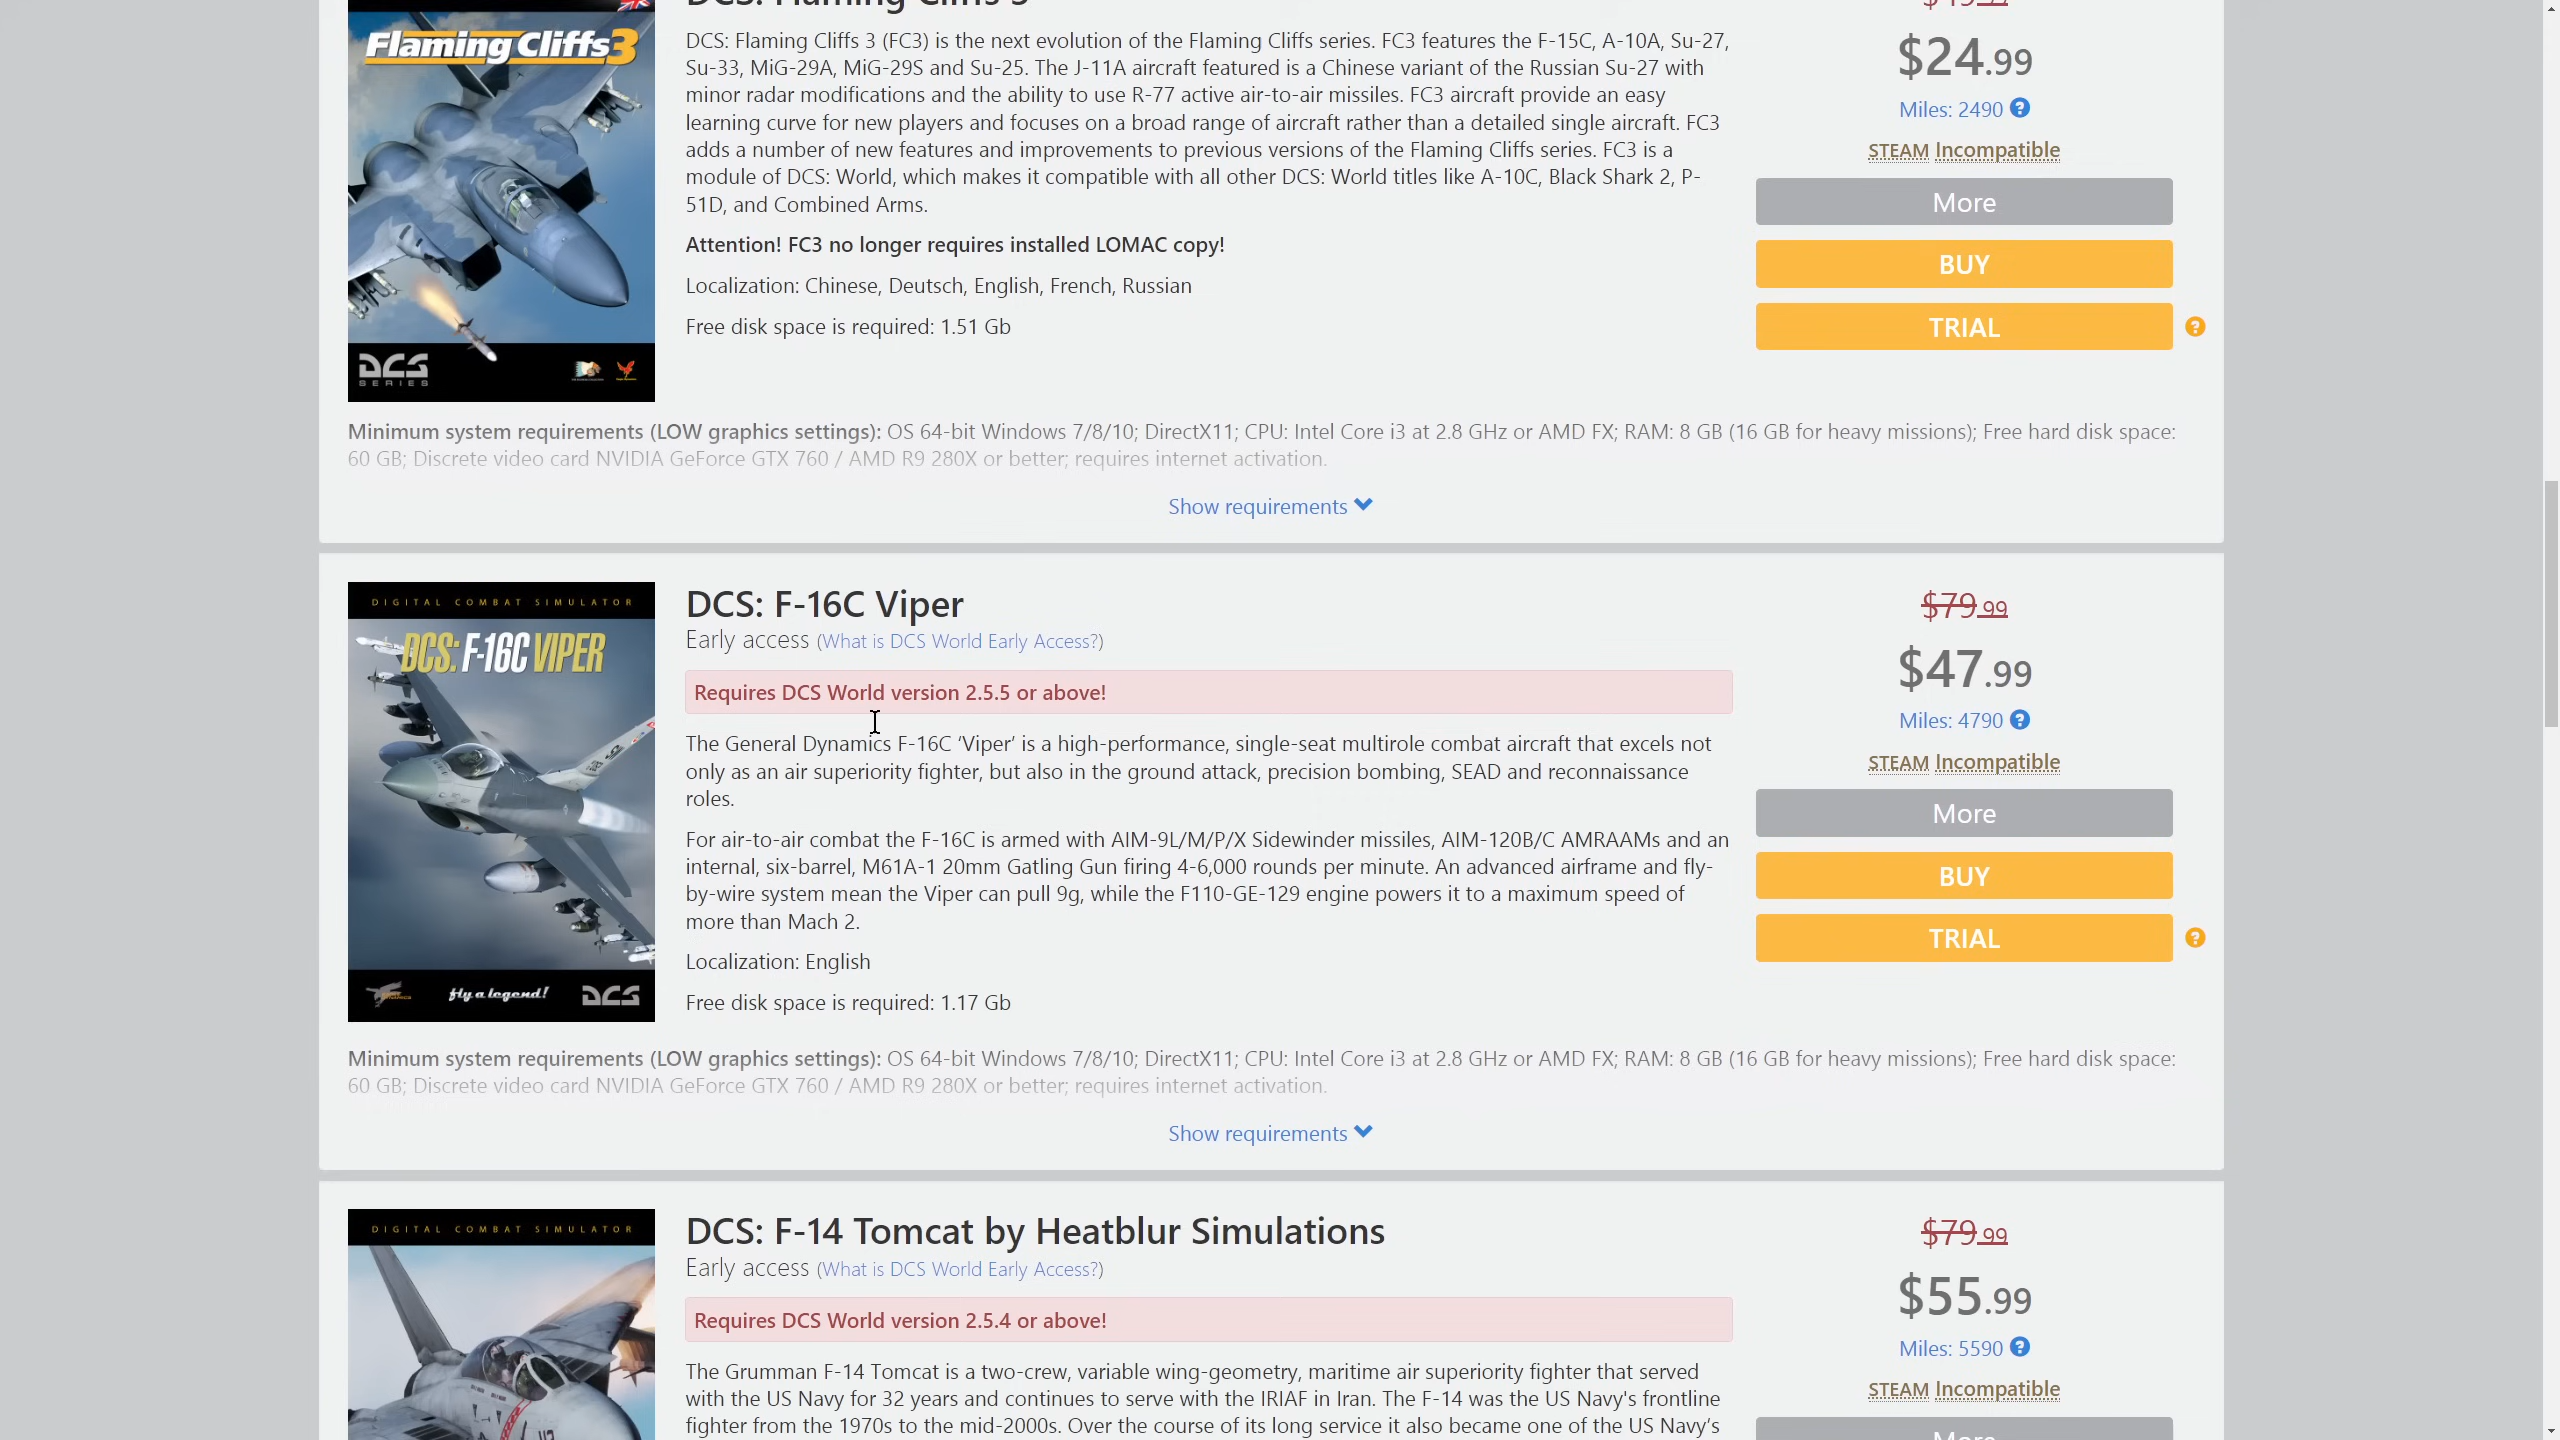 DCS: Flaming Cliffs 3
$49.99
Flaming Cliffs 3
DCS: Flaming Cliffs 3 (FC3) is the next evolution of the Flaming Cliffs series. FC3 features the F-15C, A-10A, Su-27,
Su-33, MiG-29A, MiG-29S and Su-25. The J-11A aircraft featured is a Chinese variant of the Russian Su-27 with
minor radar modifications and the ability to use R-77 active air-to-air missiles. FC3 aircraft provide an easy
learning curve for new players and focuses on a broad range of aircraft rather than a detailed single aircraft. FC3
adds a number of new features and improvements to previous versions of the Flaming Cliffs series. FC3 is a
module of DCS: World, which makes it compatible with all other DCS: World titles like A-10C, Black Shark 2, P-
51D, and Combined Arms.
Attention! FC3 no longer requires installed LOMAC copy!
Localization: Chinese, Deutsch, English, French, Russian
Free disk space is required: 1.51 Gb
DCS
SERIES
$24.99
Miles: 2490 ?
STEAM Incompatible
More
BUY
TRIAL ?
Minimum system requirements (LOW graphics settings): OS 64-bit Windows 7/8/10; DirectX11; CPU: Intel Core i3 at 2.8 GHz or AMD FX; RAM: 8 GB (16 GB for heavy missions); Free hard disk space:
60 GB; Discrete video card NVIDIA GeForce GTX 760 / AMD R9 280X or better; requires internet activation.
Show requirements
DIGITAL COMBAT SIMULATOR
DCS: F-16C VIPER
fly a legend!
DCS
DCS: F-16C Viper
Early access (What is DCS World Early Access?)
Requires DCS World version 2.5.5 or above!
The General Dynamics F-16C ‘Viper’ is a high-performance, single-seat multirole combat aircraft that excels not
only as an air superiority fighter, but also in the ground attack, precision bombing, SEAD and reconnaissance
roles.
For air-to-air combat the F-16C is armed with AIM-9L/M/P/X Sidewinder missiles, AIM-120B/C AMRAAMs and an
internal, six-barrel, M61A-1 20mm Gatling Gun firing 4-6,000 rounds per minute. An advanced airframe and fly-
by-wire system mean the Viper can pull 9g, while the F110-GE-129 engine powers it to a maximum speed of
more than Mach 2.
Localization: English
Free disk space is required: 1.17 Gb
$79.99
$47.99
Miles: 4790 ?
STEAM Incompatible
More
BUY
TRIAL ?
Minimum system requirements (LOW graphics settings): OS 64-bit Windows 7/8/10; DirectX11; CPU: Intel Core i3 at 2.8 GHz or AMD FX; RAM: 8 GB (16 GB for heavy missions); Free hard disk space:
60 GB; Discrete video card NVIDIA GeForce GTX 760 / AMD R9 280X or better; requires internet activation.
Show requirements
DIGITAL COMBAT SIMULATOR
DCS: F-14 Tomcat by Heatblur Simulations
Early access (What is DCS World Early Access?)
Requires DCS World version 2.5.4 or above!
The Grumman F-14 Tomcat is a two-crew, variable wing-geometry, maritime air superiority fighter that served
with the US Navy for 32 years and continues to serve with the IRIAF in Iran. The F-14 was the US Navy's frontline
fighter from the 1970s to the mid-2000s. Over the course of its long service it also became one of the US Navy’s
$79.99
$55.99
Miles: 5590 ?
STEAM Incompatible
More